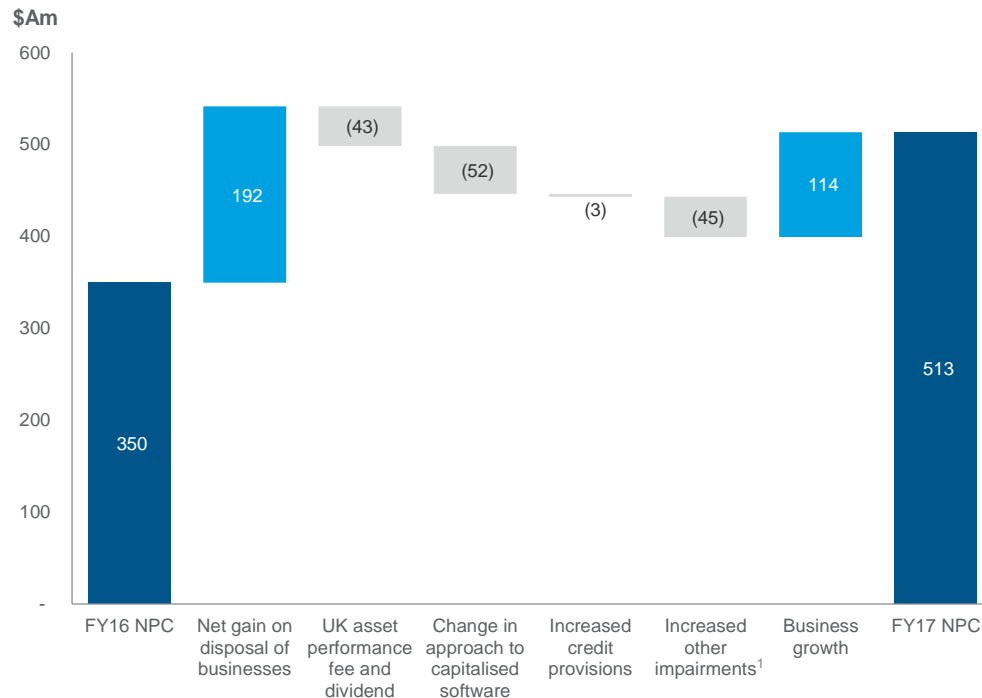 $Am
600
500
400
300
200
100
-
350
192
(43)
(52)
(3)
(45)
114
513
FY16 NPC
Net gain on
disposal of
businesses
UK asset
performance
fee and
dividend
Change in
approach to
capitalised
software
Increased
credit
provisions
Increased
other
impairments¹
Business
growth
FY17 NPC